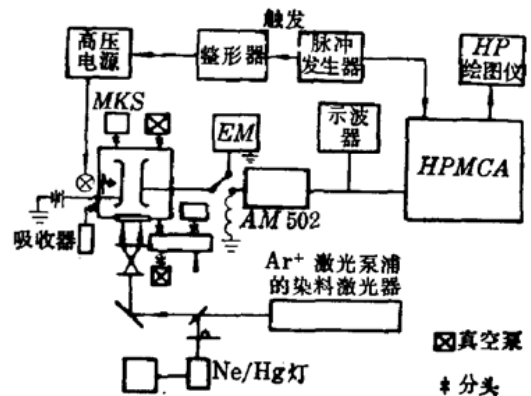 触发
高压
电源
整形器
脉冲
发生器
HP
绘图仪
MKS
EM
示波
器
HPMCA
AM 502
吸收器
Ar⁺ 激光泵浦
的染料激光器
Ne/Hg灯
真空泵
分头